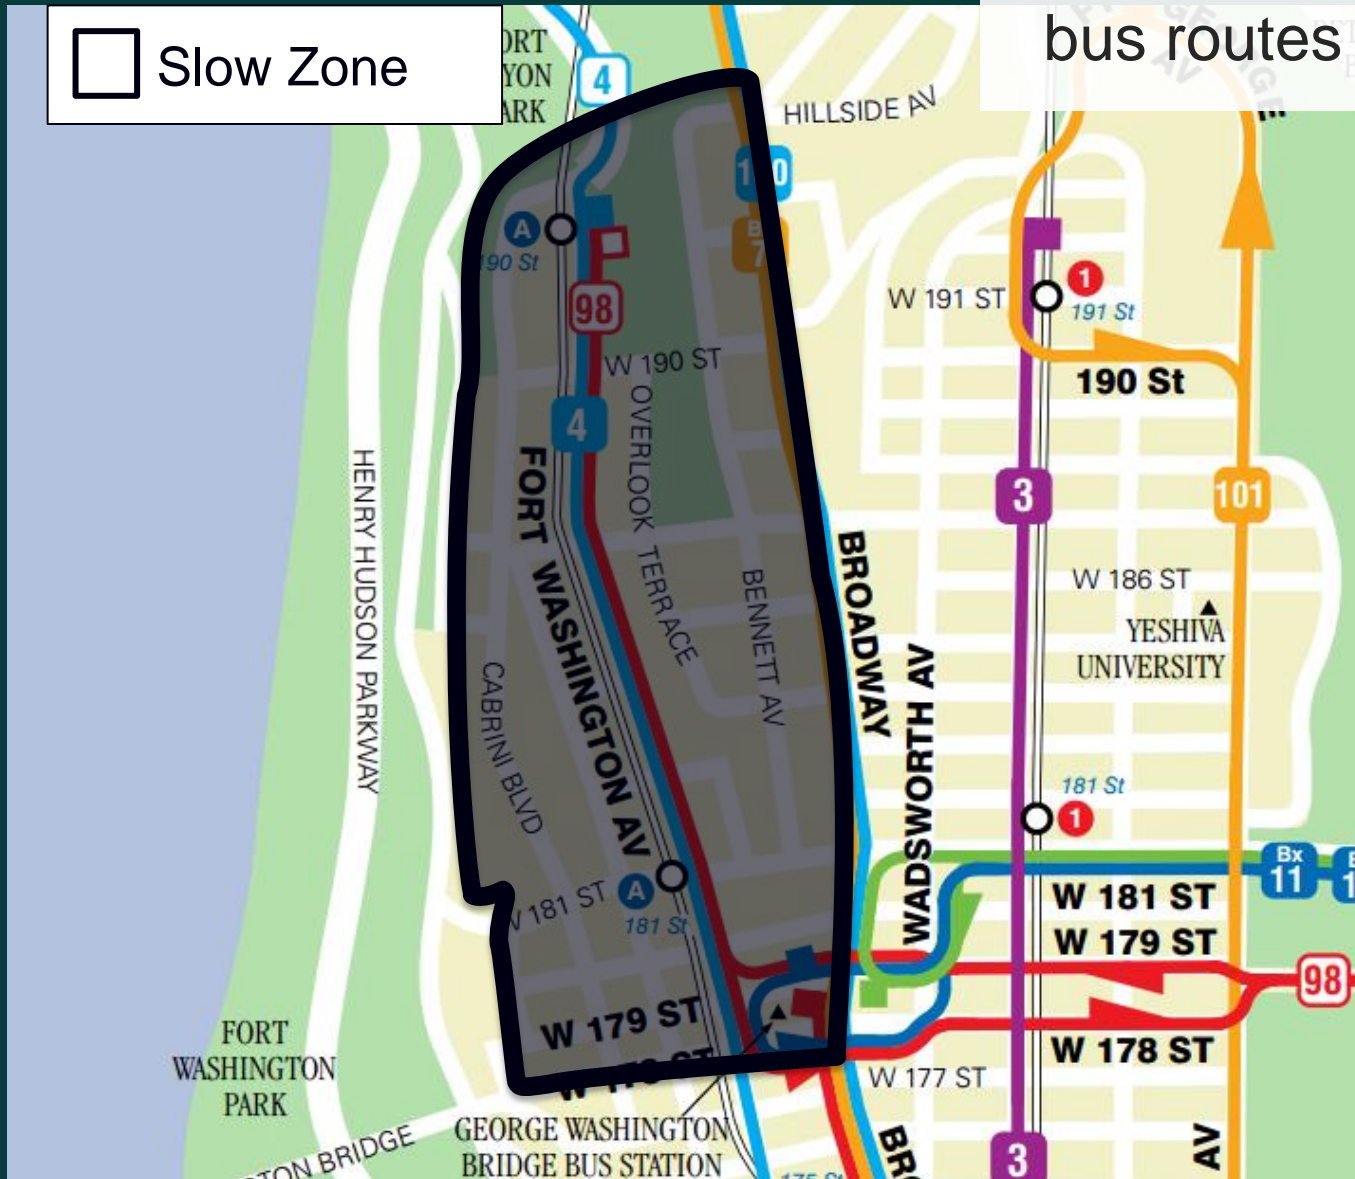 Slow Zone
bus routes
4
HILLSIDE AV
A
190 St
98
W 190 ST
4
OVERLOOK TERRACE
FORT WASHINGTON AV
BENNETT AV
CABRINI BLVD
HENRY HUDSON PARKWAY
BROADWAY
WADSWORTH AV
W 191 ST
1
191 St
190 St
3
101
W 186 ST
YESHIVA
UNIVERSITY
181 St
1
Bx
11
W 181 ST
A
181 St
W 181 ST
W 179 ST
98
W 179 ST
W 178 ST
W 177 ST
FORT
WASHINGTON
PARK
GEORGE WASHINGTON
BRIDGE BUS STATION
BRIDGE
3
AV